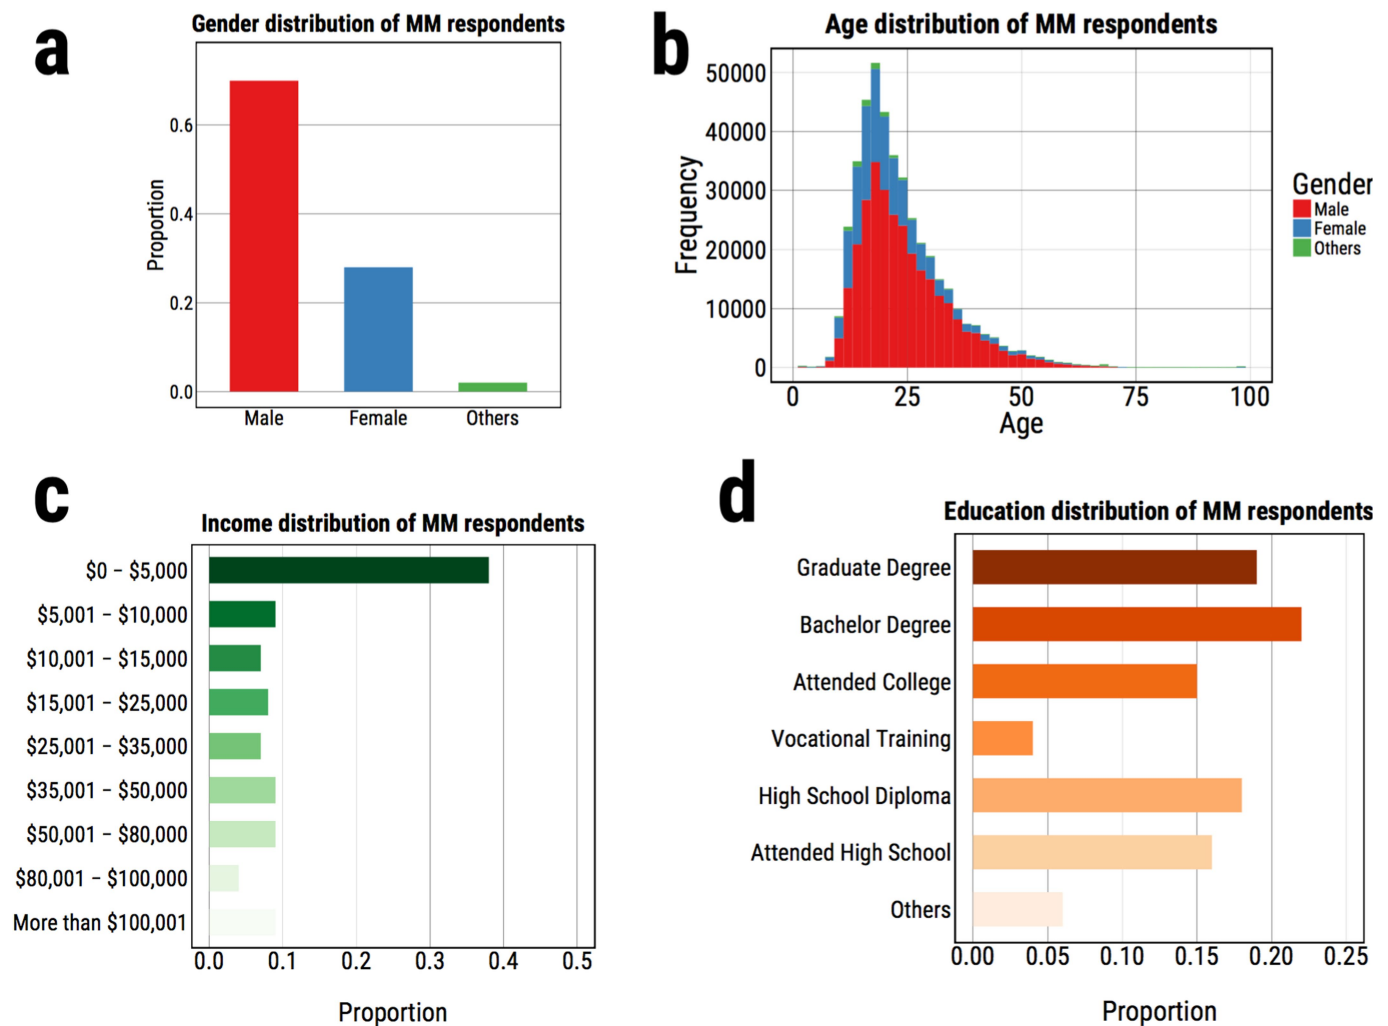 a
Gender distribution of MM respondents
Proportion
0.6
0.4
0.2
0.0
Male
Female
Others
b
Age distribution of MM respondents
Frequency
50000
40000
30000
20000
10000
0
0
25
50
75
100
Age
Gender
Male
Female
Others
c
Income distribution of MM respondents
$0 – $5,000
$5,001 – $10,000
$10,001 – $15,000
$15,001 – $25,000
$25,001 – $35,000
$35,001 – $50,000
$50,001 – $80,000
$80,001 – $100,000
More than $100,001
0.0
0.1
0.2
0.3
0.4
0.5
Proportion
d
Education distribution of MM respondents
Graduate Degree
Bachelor Degree
Attended College
Vocational Training
High School Diploma
Attended High School
Others
0.00
0.05
0.10
0.15
0.20
0.25
Proportion